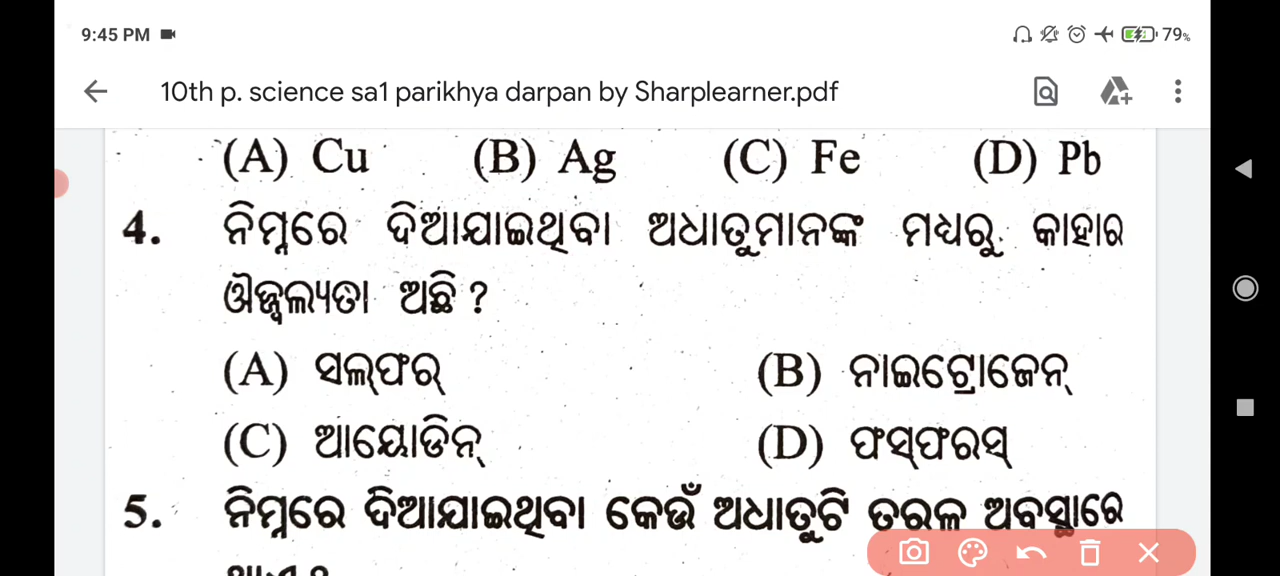 9:45 PM 79%
10th p. science sa1 parikhya darpan by Sharplearner.pdf
(A) Cu (B) Ag (C) Fe (D) Pb
4. ନିମ୍ନରେ ଦିଆଯାଇଥିବା ଅଧାତୁମାନଙ୍କ ମଧ୍ୟରୁ କାହାର
ଔଜ୍ଜ୍ୱଲ୍ୟତା ଅଛି ?
(A) ସଲ୍‌ଫର୍ (B) ନାଇଟ୍ରୋଜେନ୍
(C) ଆୟୋଡିନ୍ (D) ଫସ୍‌ଫରସ୍
5. ନିମ୍ନରେ ଦିଆଯାଇଥିବା କେଉଁ ଅଧାତୁଟି ତରଳ ଅବସ୍ଥାରେ